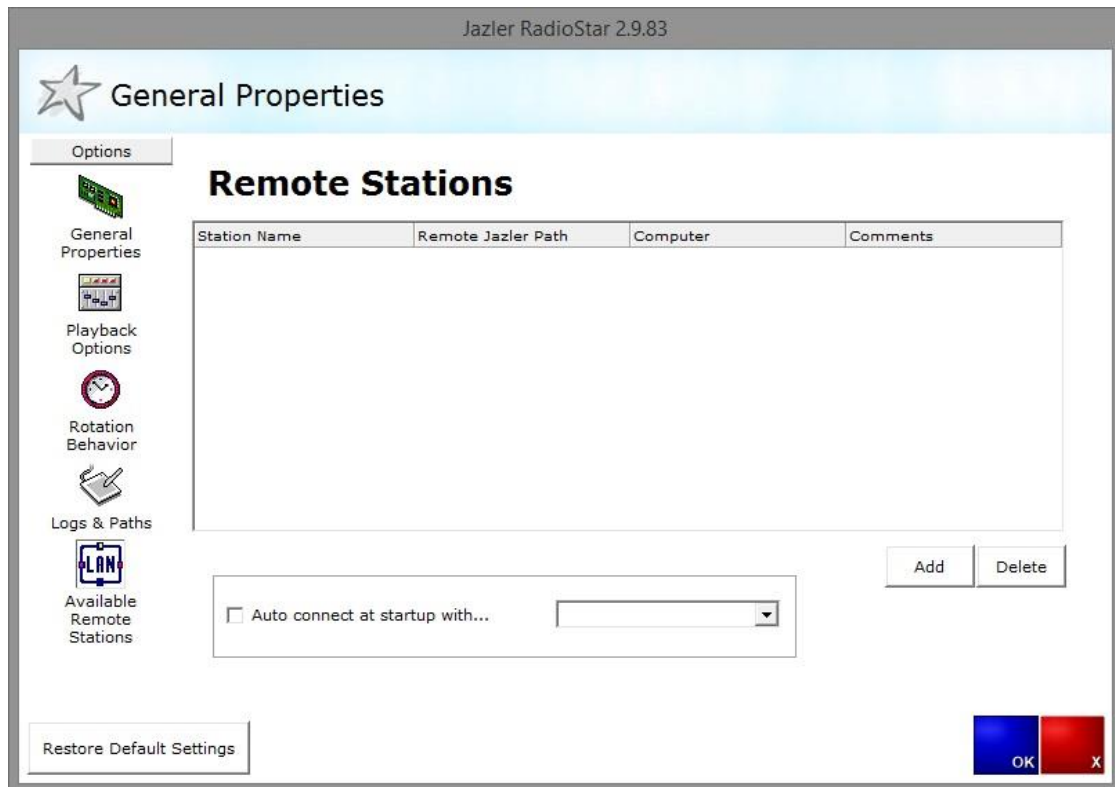 Jazler RadioStar 2.9.83
General Properties
Options
General
Properties
Playback
Options
Rotation
Behavior
Logs & Paths
LAN
Available
Remote
Stations
Remote Stations
Station Name Remote Jazler Path Computer Comments
Add Delete
Auto connect at startup with...
Restore Default Settings
OK X